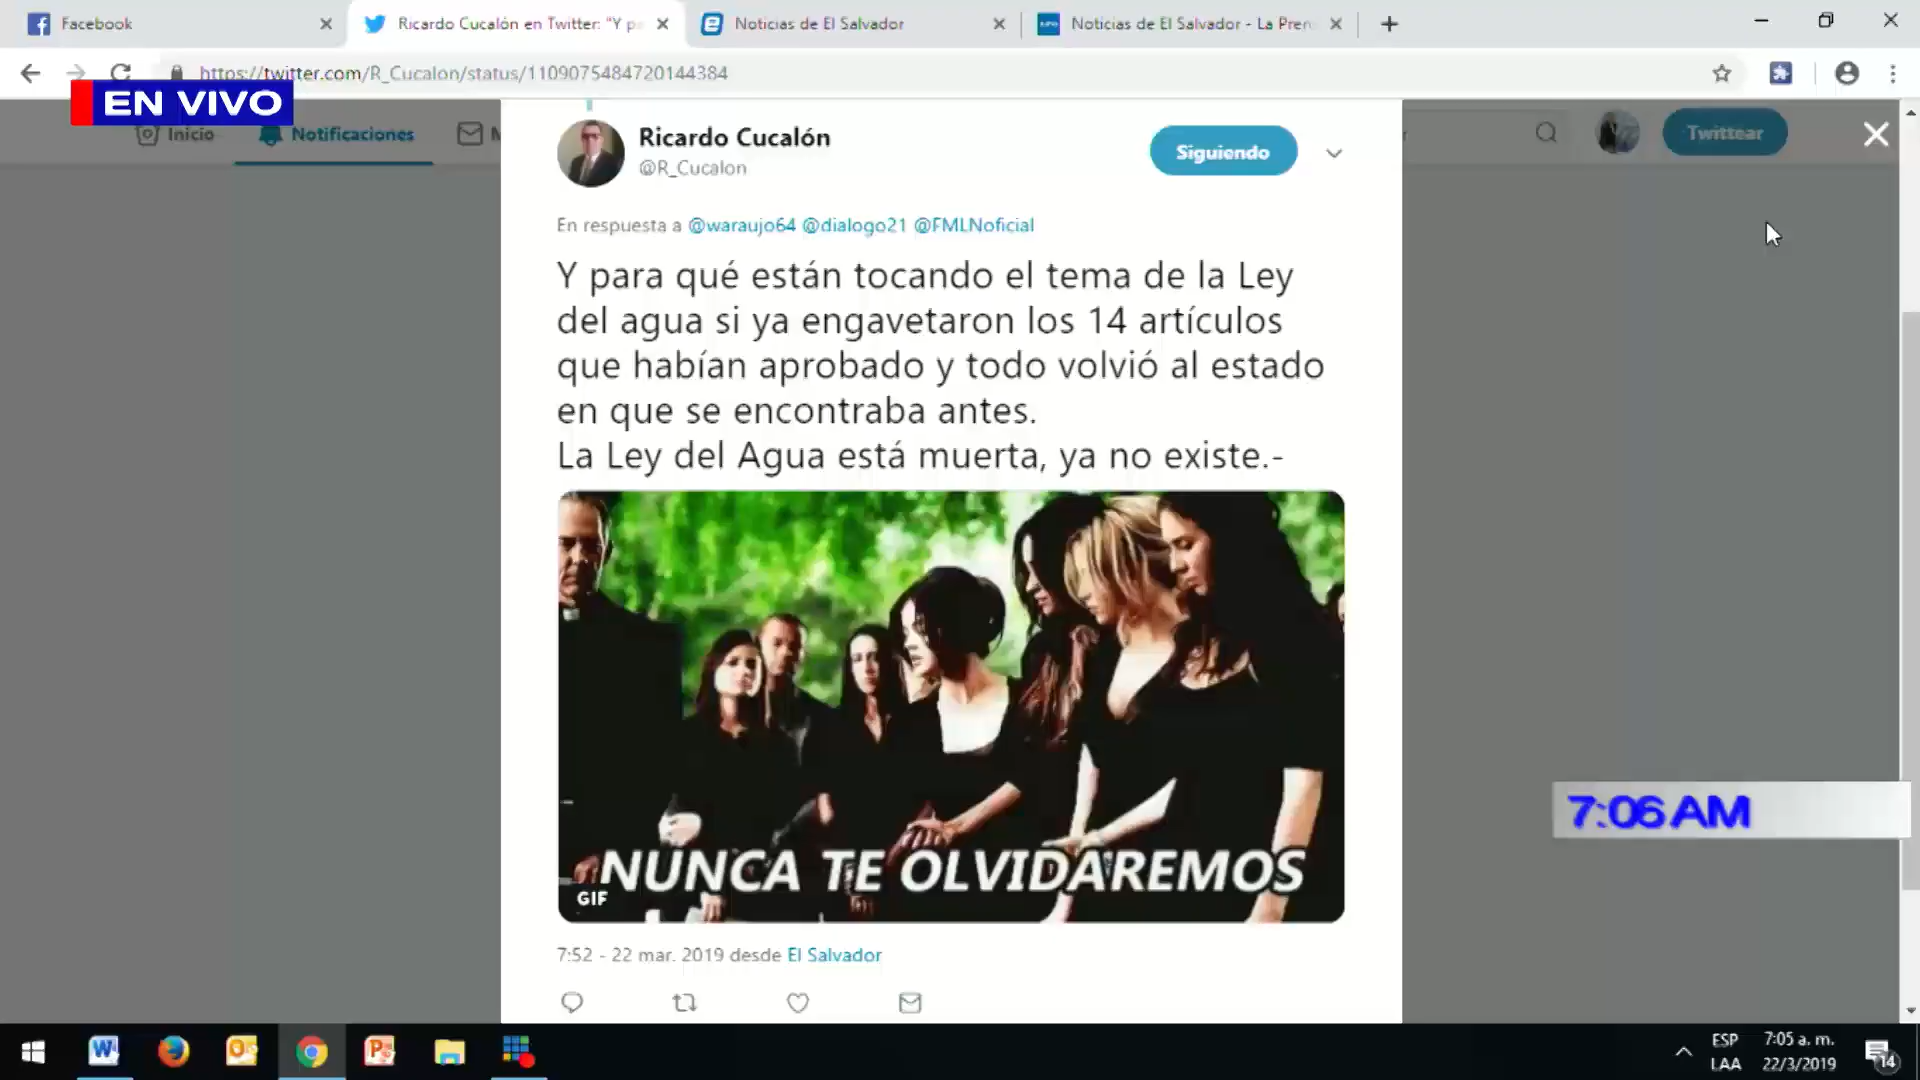 Facebook
Ricardo Cucalón en Twitter: "Y pa
Noticias de El Salvador
Noticias de El Salvador - La Pren
https://twitter.com/R_Cucalon/status/1109075484720144384
EN VIVO
Inicio
Notificaciones
M
Twittear
Ricardo Cucalón
@R_Cucalon
Siguiendo
En respuesta a @waraujo64 @dialogo21 @FMLNoficial
Y para qué están tocando el tema de la Ley
del agua si ya engavetaron los 14 artículos
que habían aprobado y todo volvió al estado
en que se encontraba antes.
La Ley del Agua está muerta, ya no existe.-
NUNCA TE OLVIDAREMOS
GIF
7:06 AM
7:52 - 22 mar. 2019 desde El Salvador
ESP
LAA
7:05 a. m.
22/3/2019
14